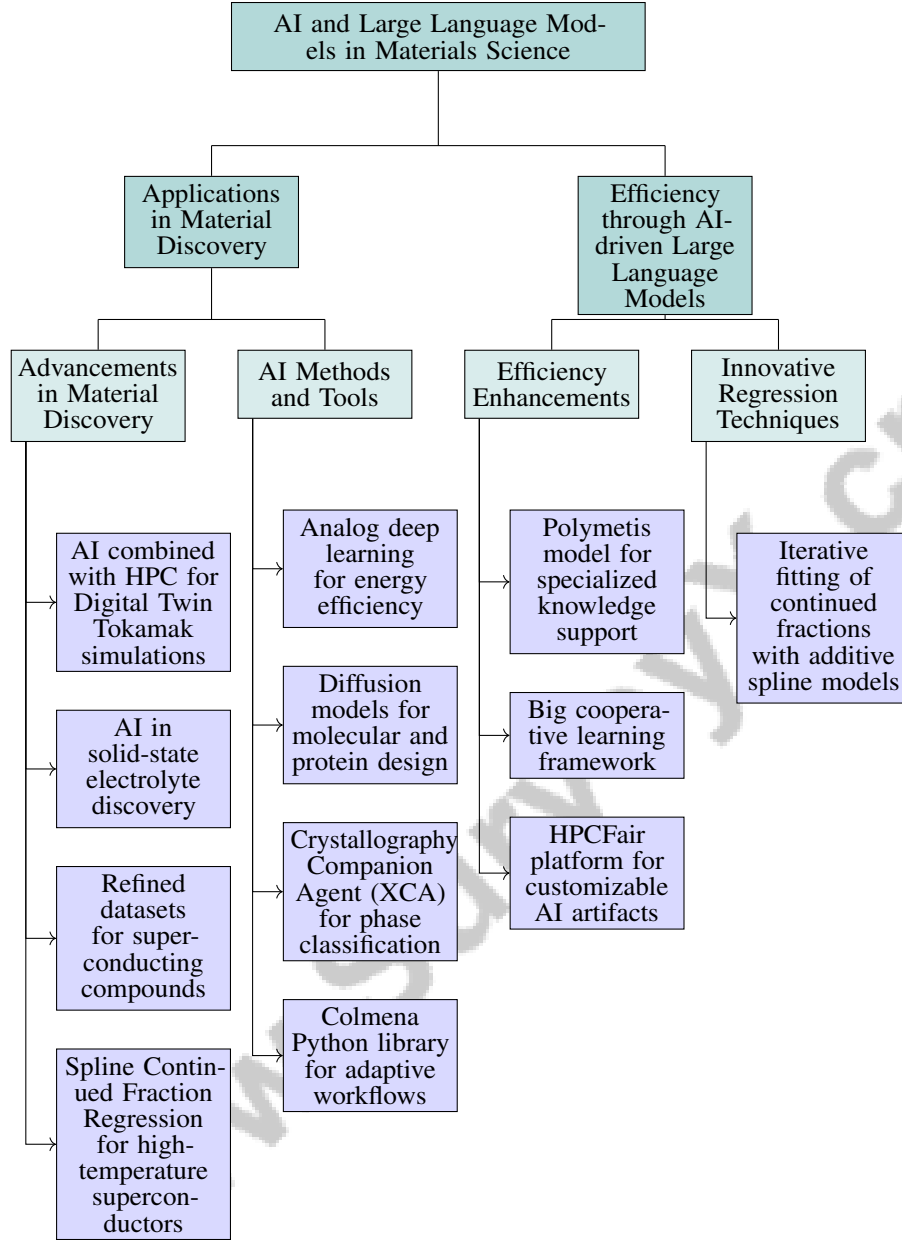 AI and Large Language Mod-
els in Materials Science
Applications
in Material
Discovery
Efficiency
through AI-
driven Large
Language
Models
Advancements
in Material
Discovery
AI Methods
and Tools
Efficiency
Enhancements
Innovative
Regression
Techniques
AI combined
with HPC for
Digital Twin
Tokamak
simulations
AI in
solid-state
electrolyte
discovery
Refined
datasets
for super-
conducting
compounds
Spline Contin-
ued Fraction
Regression
for high-
temperature
supercon-
ductors
Analog deep
learning
for energy
efficiency
Diffusion
models for
molecular and
protein design
Crystallography
Companion
Agent (XCA)
for phase
classification
Colmena
Python library
for adaptive
workflows
Polymetis
model for
specialized
knowledge
support
Big coopera-
tive learning
framework
HPCFair
platform for
customizable
AI artifacts
Iterative
fitting of
continued
fractions
with additive
spline models